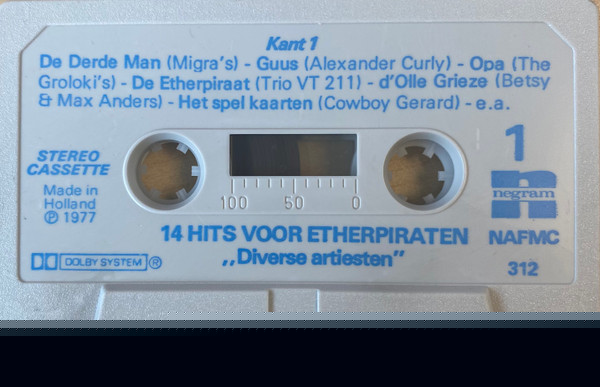 Kant 1
De Derde Man (Migra's) - Guus (Alexander Curly) - Opa (The
Groloki's) - De Etherpiraat (Trio VT 211) - d'Olle Grieze (Betsy
& Max Anders) - Het spel kaarten (Cowboy Gerard) - e.a.
STEREO
CASSETTE
Made in
Holland
℗ 1977
100 50 0
1
negram
14 HITS VOOR ETHERPIRATEN
NAFMC
DOLBY SYSTEM ®
,,Diverse artiesten"
312